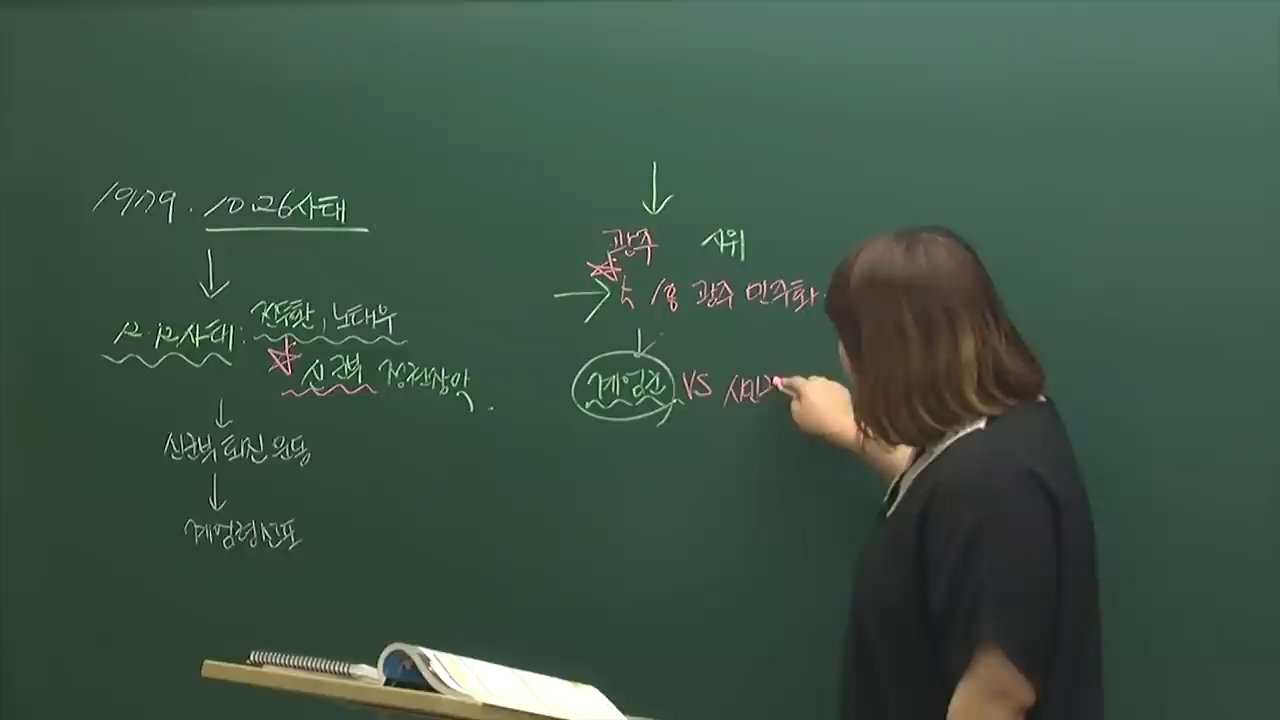 1979. 10.26사태
↓
12.12사태: 전두환, 노태우
☆ 신군부 정권장악.
↓
신군부 퇴진 운동
↓
계엄령선포
↓
광주 시위
→ ☆ 5.18 광주 민주화
↓
계엄군 VS 시민